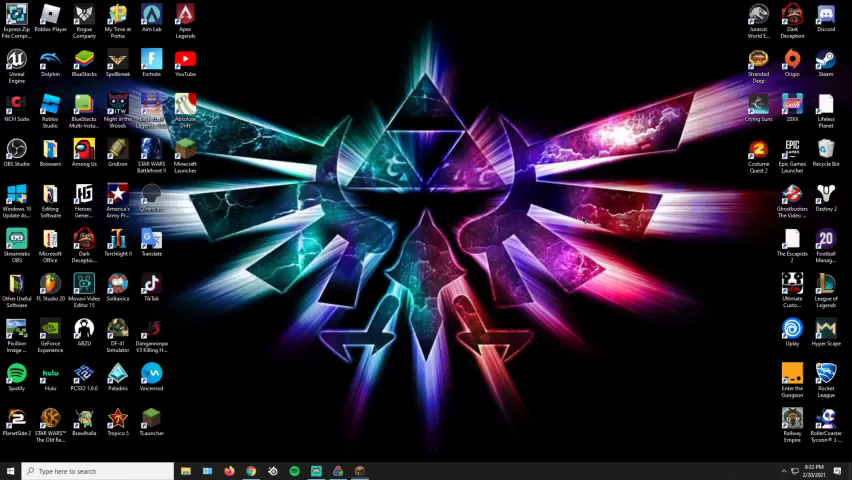 Express Zip
File Compr...
Roblox Player
Rogue
Company
My Time at
Portia
Aim Lab
Apex
Legends
Unreal
Engine
Dolphin
BlueStacks
Spellbreak
Fortnite
YouTube
NCH Suite
Roblox
Studio
BlueStacks
Multi-Insta...
Night in the
Woods
Absolute
Drift
OBS Studio
Browsers
Among Us
Gridiron
STAR WARS
Battlefront II
Minecraft
Launcher
Windows 10
Update As...
Editing
Software
Heroes
Gener...
America's
Army Pr...
Streamlabs
OBS
Microsoft
Office
Dark
Deceptio...
Torchlight II
Translate
Other Useful
Software
FL Studio 20
Movavi Video
Editor 15
Solitairica
TikTok
Pixillion
Image ...
GeForce
Experience
ABZU
DF-41
Simulator
Danganronpa
V3 Killing H...
Spotify
Hulu
PCSX2 1.6.0
Paladins
Voicemod
PlanetSide 2
STAR WARS™
The Old Re...
Brawlhalla
Tropico 5
TLauncher
Jurassic
World E...
Dark
Deception
Discord
Stranded
Deep
Origin
Steam
Crying Suns
20XX
Lifeless
Planet
Costume
Quest 2
Epic Games
Launcher
Recycle Bin
Ghostbusters
The Video ...
Destiny 2
The Escapists
2
Football
Manag...
Ultimate
Custo...
League of
Legends
Uplay
Hyper Scape
Enter the
Gungeon
Rocket
League
Railway
Empire
RollerCoaster
Tycoon® 3 ...
Type here to search
8:33 PM
2/20/2021